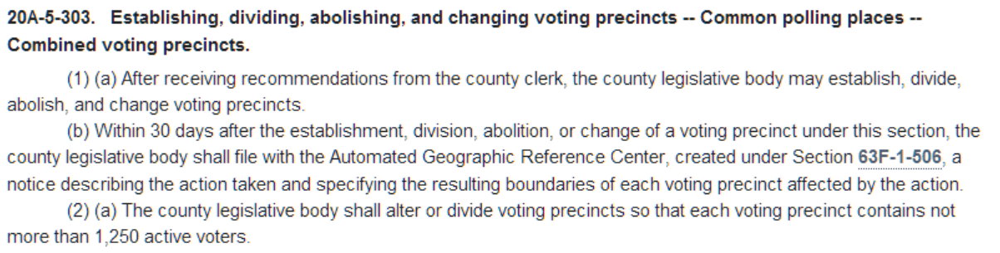 20A-5-303. Establishing, dividing, abolishing, and changing voting precincts -- Common polling places --
Combined voting precincts.
(1) (a) After receiving recommendations from the county clerk, the county legislative body may establish, divide,
abolish, and change voting precincts.
(b) Within 30 days after the establishment, division, abolition, or change of a voting precinct under this section, the
county legislative body shall file with the Automated Geographic Reference Center, created under Section 63F-1-506, a
notice describing the action taken and specifying the resulting boundaries of each voting precinct affected by the action.
(2) (a) The county legislative body shall alter or divide voting precincts so that each voting precinct contains not
more than 1,250 active voters.